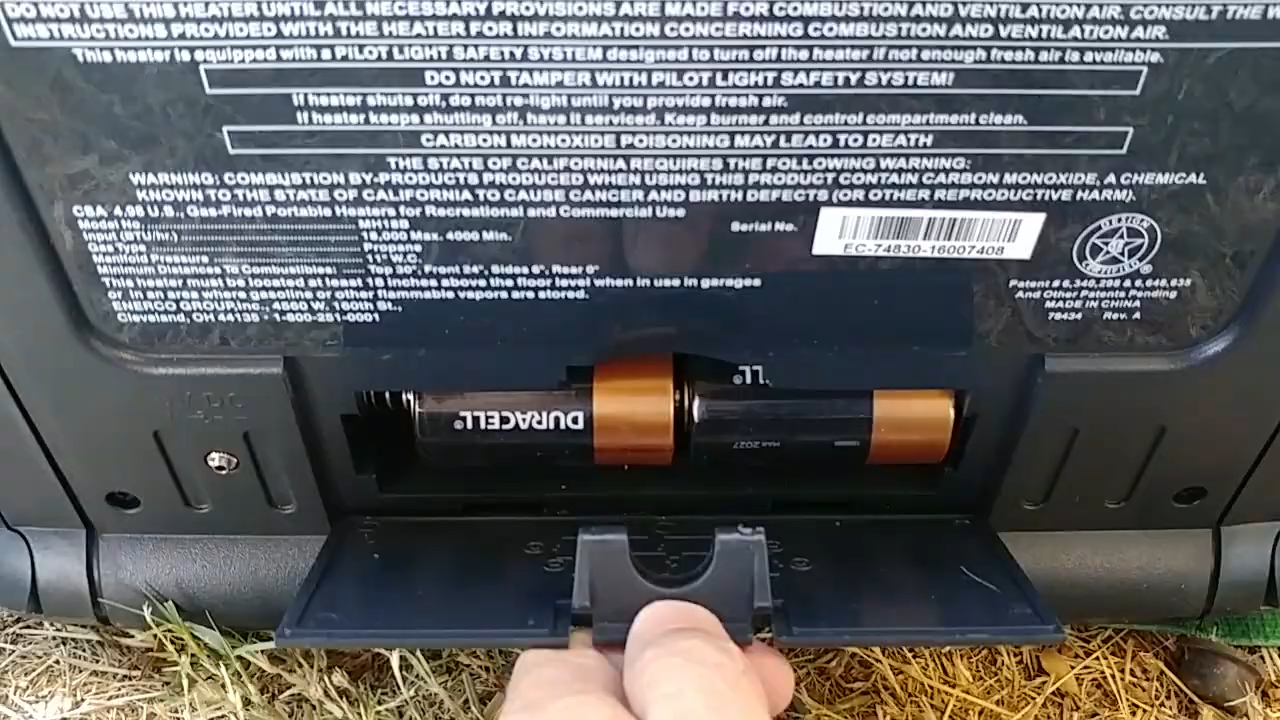 DO NOT USE THIS HEATER UNTIL ALL NECESSARY PROVISIONS ARE MADE FOR COMBUSTION AND VENTILATION AIR. CONSULT THE
INSTRUCTIONS PROVIDED WITH THE HEATER FOR INFORMATION CONCERNING COMBUSTION AND VENTILATION AIR.
This heater is equipped with a PILOT LIGHT SAFETY SYSTEM designed to turn off the heater if not enough fresh air is available.
DO NOT TAMPER WITH PILOT LIGHT SAFETY SYSTEM!
If heater shuts off, do not re-light until you provide fresh air.
If heater keeps shutting off, have it serviced. Keep burner and control compartment clean.
CARBON MONOXIDE POISONING MAY LEAD TO DEATH
THE STATE OF CALIFORNIA REQUIRES THE FOLLOWING WARNING:
WARNING: COMBUSTION BY-PRODUCTS PRODUCED WHEN USING THIS PRODUCT CONTAIN CARBON MONOXIDE, A CHEMICAL
KNOWN TO THE STATE OF CALIFORNIA TO CAUSE CANCER AND BIRTH DEFECTS (OR OTHER REPRODUCTIVE HARM).
CSA 4.98 U.S., Gas-Fired Portable Heaters for Recreational and Commercial Use
Model No. MH18B
Input (BTU/hr.) 18,000 Max. 4000 Min.
Gas Type Propane
Manifold Pressure 11" W.C.
Minimum Distances To Combustibles: Top 30", Front 24", Sides 6", Rear 0"
This heater must be located at least 18 inches above the floor level when in use in garages
or in an area where gasoline or other flammable vapors are stored.
ENERCO GROUP, Inc., 4560 W. 160th St.,
Cleveland, OH 44135 - 1-800-251-0001
Serial No.
EC-74830-16007408
DESIGN
CERTIFIED®
Patent # 6,340,298 & 6,648,635
And Other Patents Pending
MADE IN CHINA
78434 Rev. A
DURACELL®
LL®
MAR 2027